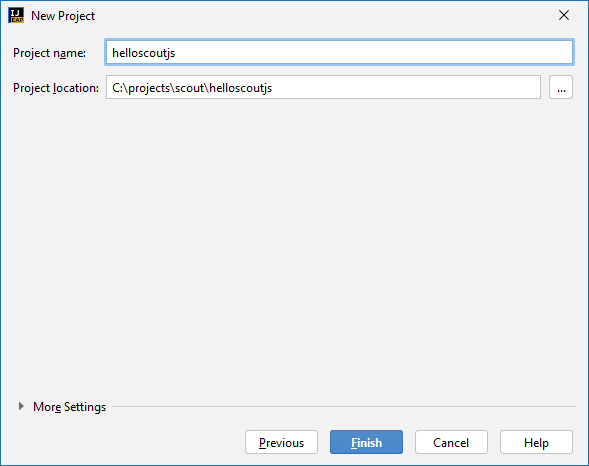 IJ
EAP
New Project
Project name: helloscoutjs
Project location: C:\projects\scout\helloscoutjs ...
More Settings
Previous Finish Cancel Help